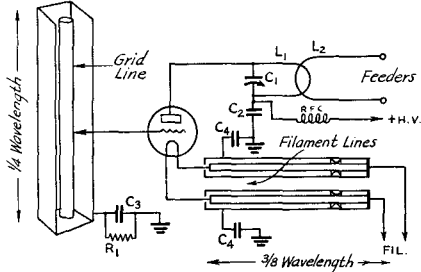 Grid
Line
L1 L2
C1
Feeders
C2
R.F.C.
+H.V.
C4
Filament Lines
1/4 Wavelength
C3
R1
C4
FIL.
3/8 Wavelength